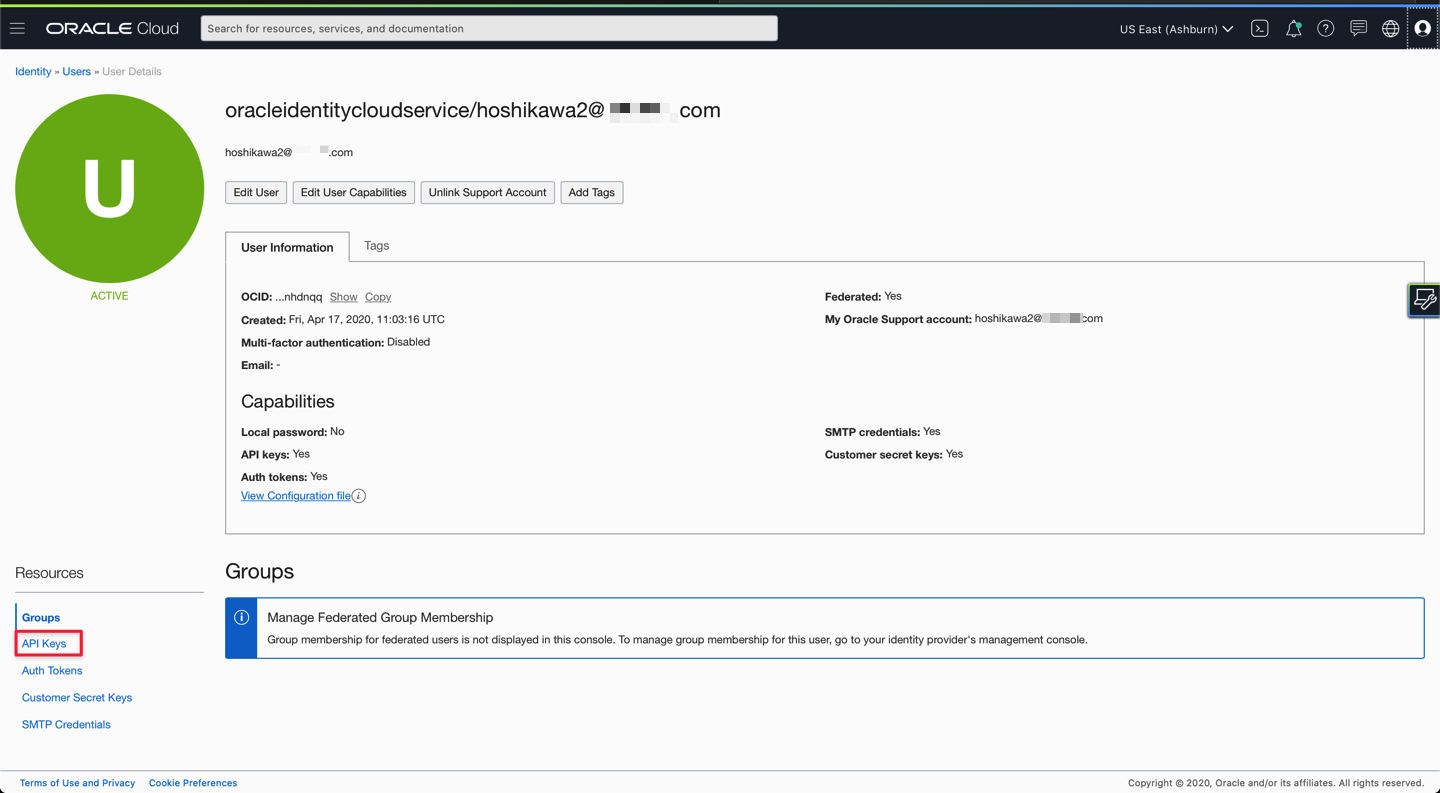 ORACLE Cloud
Search for resources, services, and documentation
US East (Ashburn)
Identity » Users » User Details
U
ACTIVE
oracleidentitycloudservice/hoshikawa2@ com
hoshikawa2@ .com
Edit User
Edit User Capabilities
Unlink Support Account
Add Tags
User Information
Tags
OCID: ...nhdnqq Show Copy
Created: Fri, Apr 17, 2020, 11:03:16 UTC
Multi-factor authentication: Disabled
Email: -
Federated: Yes
My Oracle Support account: hoshikawa2@ com
Capabilities
Local password: No
API keys: Yes
Auth tokens: Yes
View Configuration file i
SMTP credentials: Yes
Customer secret keys: Yes
Resources
Groups
API Keys
Auth Tokens
Customer Secret Keys
SMTP Credentials
Groups
Manage Federated Group Membership
Group membership for federated users is not displayed in this console. To manage group membership for this user, go to your identity provider's management console.
Terms of Use and Privacy
Cookie Preferences
Copyright © 2020, Oracle and/or its affiliates. All rights reserved.